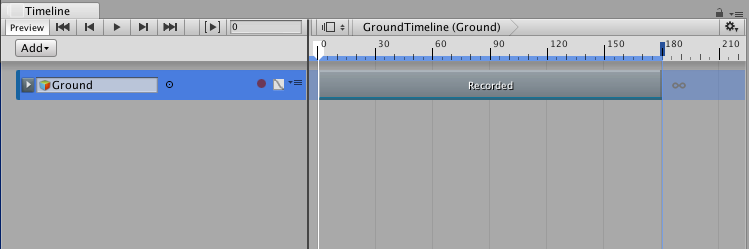 Timeline
Preview 0 GroundTimeline (Ground)
Add 0 30 60 90 120 150 180 210
Ground Recorded